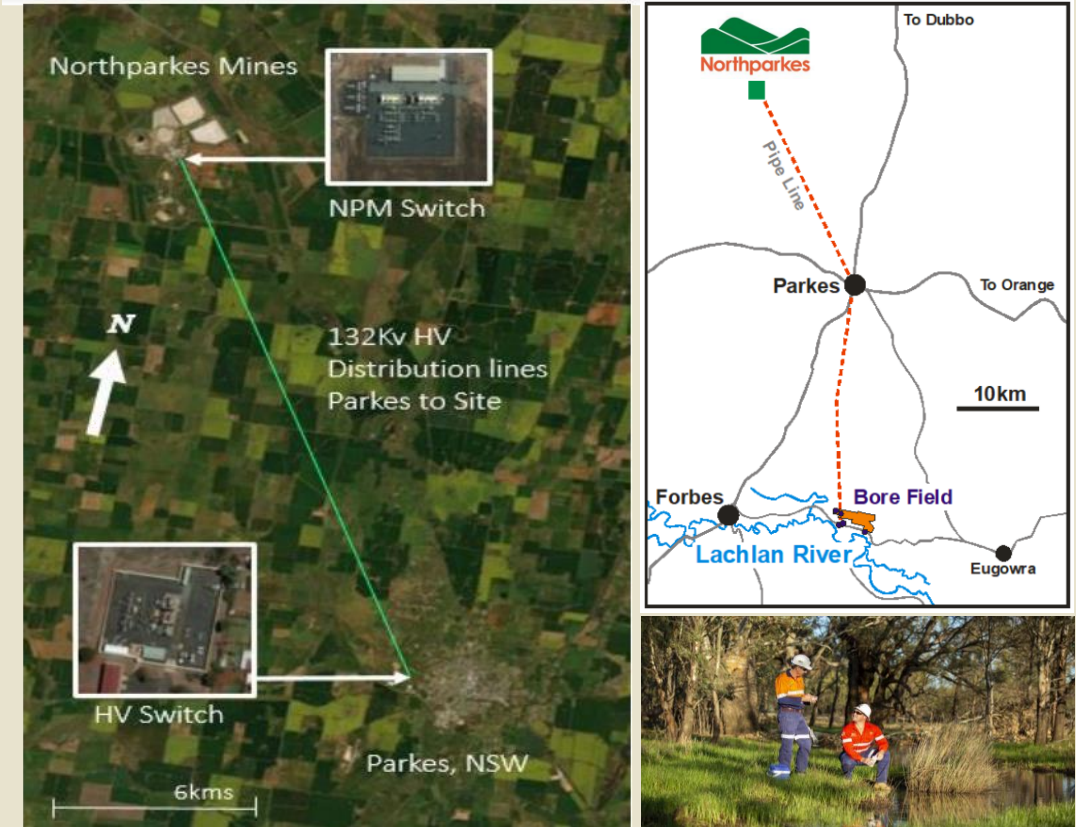 Northparkes Mines
NPM Switch
N
132Kv HV
Distribution lines
Parkes to Site
HV Switch
Parkes, NSW
6kms
To Dubbo
Northparkes
Pipe Line
Parkes
To Orange
10km
Forbes
Bore Field
Lachlan River
Eugowra